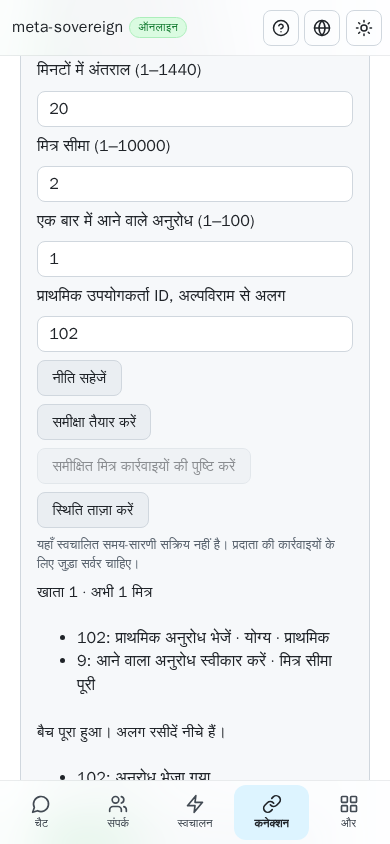 meta-sovereign ऑनलाइन
मिनटों में अंतराल (1–1440)
20
मित्र सीमा (1–10000)
2
एक बार में आने वाले अनुरोध (1–100)
1
प्राथमिक उपयोगकर्ता ID, अल्पविराम से अलग
102
नीति सहेजें
समीक्षा तैयार करें
समीक्षित मित्र कार्रवाइयों की पुष्टि करें
स्थिति ताज़ा करें
यहाँ स्वचालित समय-सारणी सक्रिय नहीं है। प्रदाता की कार्रवाइयों के
लिए जुड़ा सर्वर चाहिए।
खाता 1 · अभी 1 मित्र
• 102: प्राथमिक अनुरोध भेजें · योग्य · प्राथमिक
• 9: आने वाला अनुरोध स्वीकार करें · मित्र सीमा
पूरी
बैच पूरा हुआ। अलग रसीदें नीचे हैं।
• 102: अनुरोध भेजा गया
चैट
संपर्क
स्वचालन
कनेक्शन
और